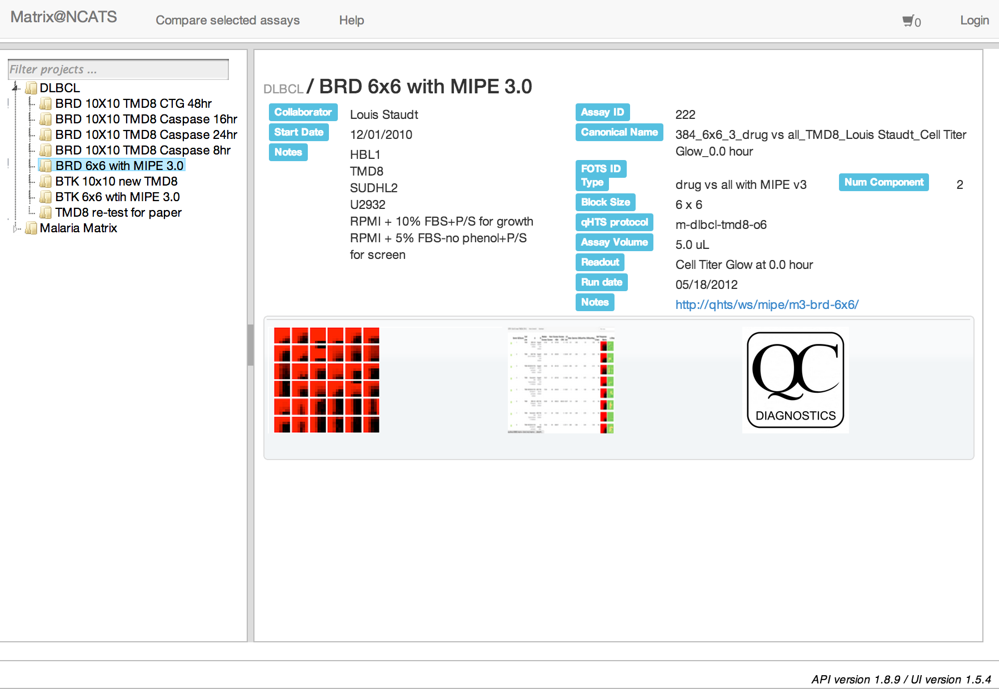 Matrix@NCATS
Compare selected assays
Help
0
Login
Filter projects ...
DLBCL
BRD 10X10 TMD8 CTG 48hr
BRD 10X10 TMD8 Caspase 16hr
BRD 10X10 TMD8 Caspase 24hr
BRD 10X10 TMD8 Caspase 8hr
BRD 6x6 with MIPE 3.0
BTK 10x10 new TMD8
BTK 6x6 wtih MIPE 3.0
TMD8 re-test for paper
Malaria Matrix
DLBCL / BRD 6x6 with MIPE 3.0
Collaborator Louis Staudt
Start Date 12/01/2010
Notes HBL1
TMD8
SUDHL2
U2932
RPMI + 10% FBS+P/S for growth
RPMI + 5% FBS-no phenol+P/S
for screen
Assay ID 222
Canonical Name 384_6x6_3_drug vs all_TMD8_Louis Staudt_Cell Titer
Glow_0.0 hour
FOTS ID
Type drug vs all with MIPE v3 Num Component 2
Block Size 6 x 6
qHTS protocol m-dlbcl-tmd8-o6
Assay Volume 5.0 uL
Readout Cell Titer Glow at 0.0 hour
Run date 05/18/2012
Notes http://qhts/ws/mipe/m3-brd-6x6/
QC
DIAGNOSTICS
API version 1.8.9 / UI version 1.5.4